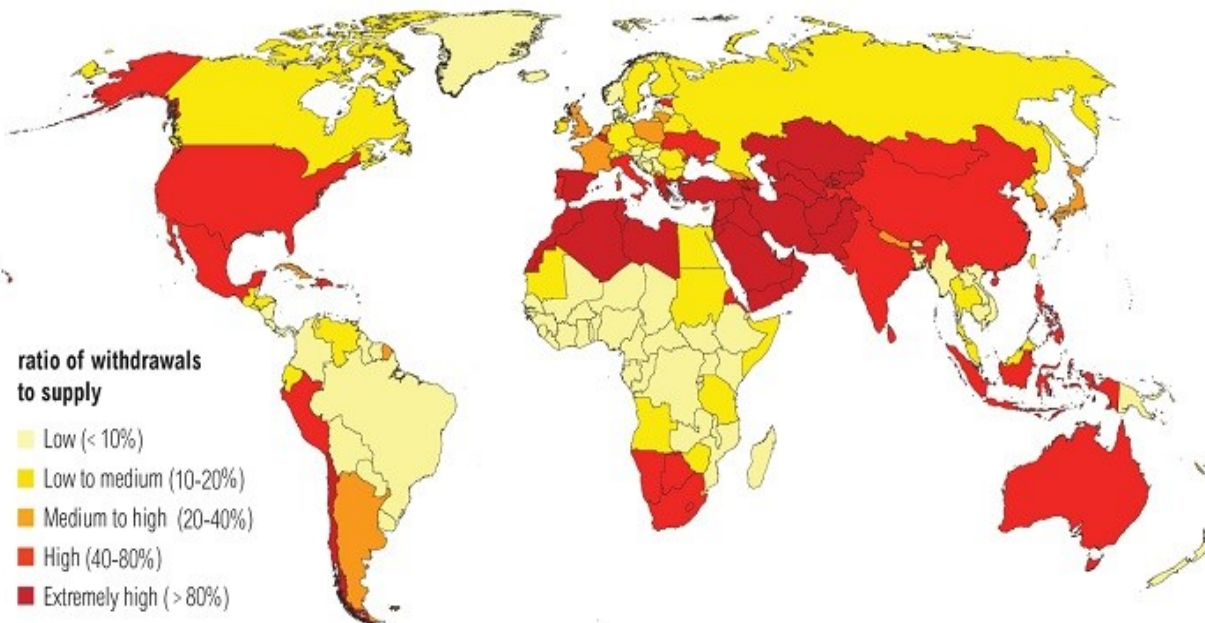 ratio of withdrawals
to supply
Low (< 10%)
Low to medium (10-20%)
Medium to high (20-40%)
High (40-80%)
Extremely high (> 80%)